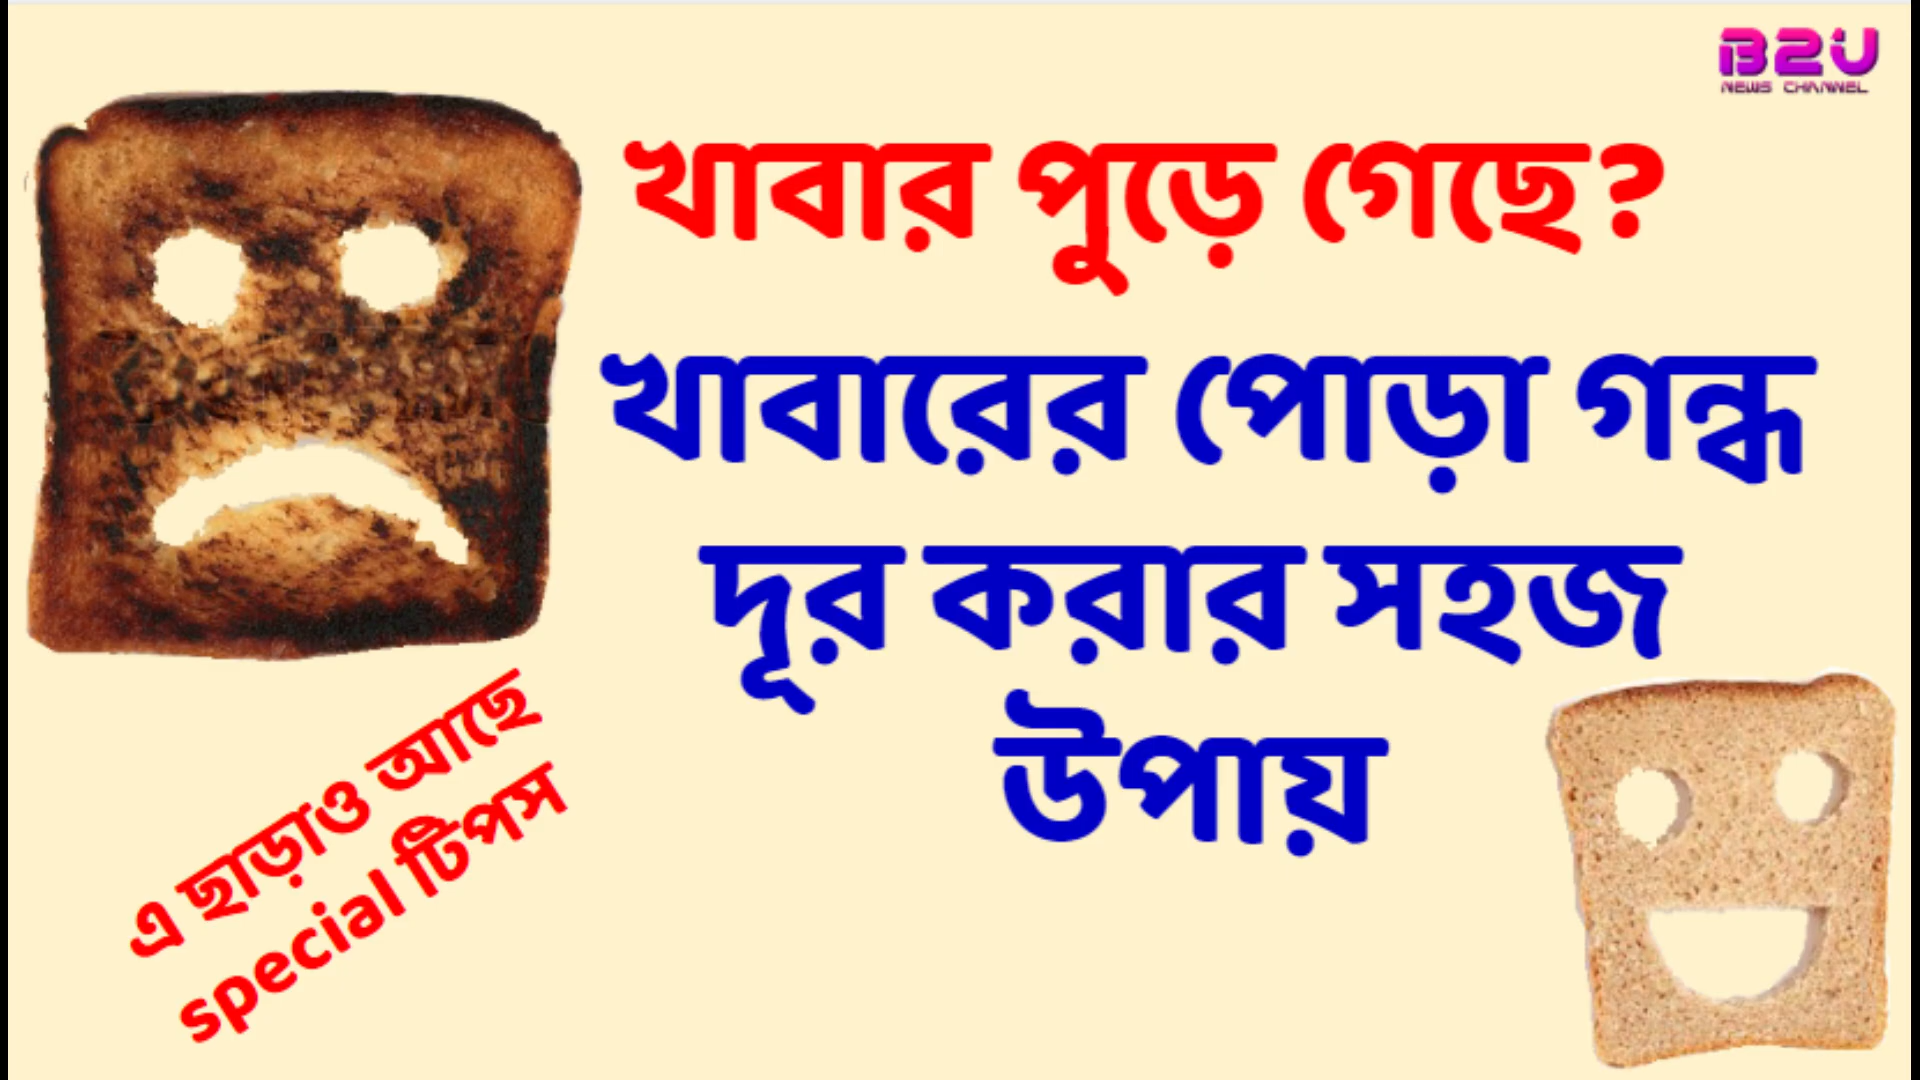 B2U
NEWS CHANNEL
খাবার পুড়ে গেছে?
খাবারের পোড়া গন্ধ
দূর করার সহজ
উপায়
এ ছাড়াও আছে
special টিপস